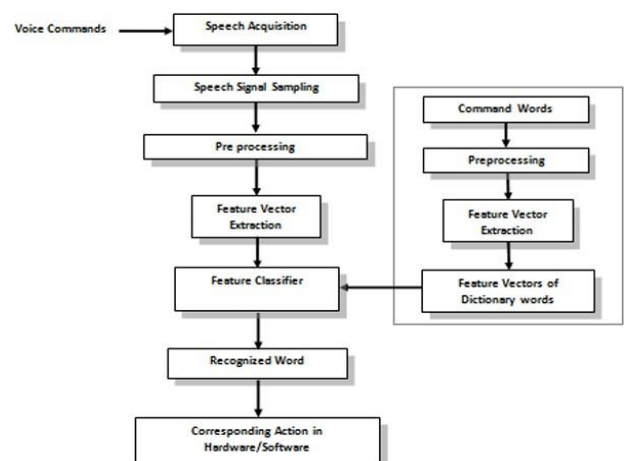 Voice Commands
Speech Acquisition
Speech Signal Sampling
Pre processing
Feature Vector
Extraction
Feature Classifier
Recognized Word
Corresponding Action in
Hardware/Software
Command Words
Preprocessing
Feature Vector
Extraction
Feature Vectors of
Dictionary words